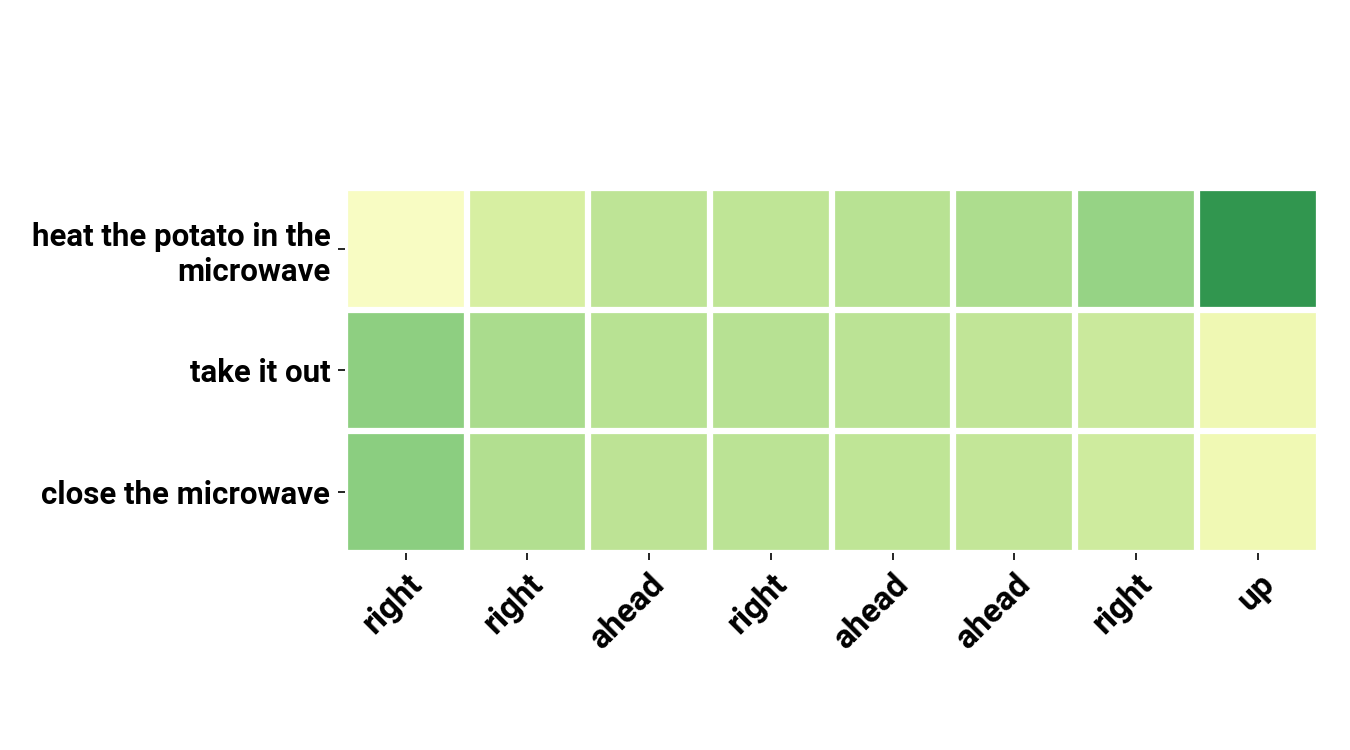 heat the potato in the
microwave
take it out
close the microwave
right
right
ahead
right
ahead
ahead
right
up